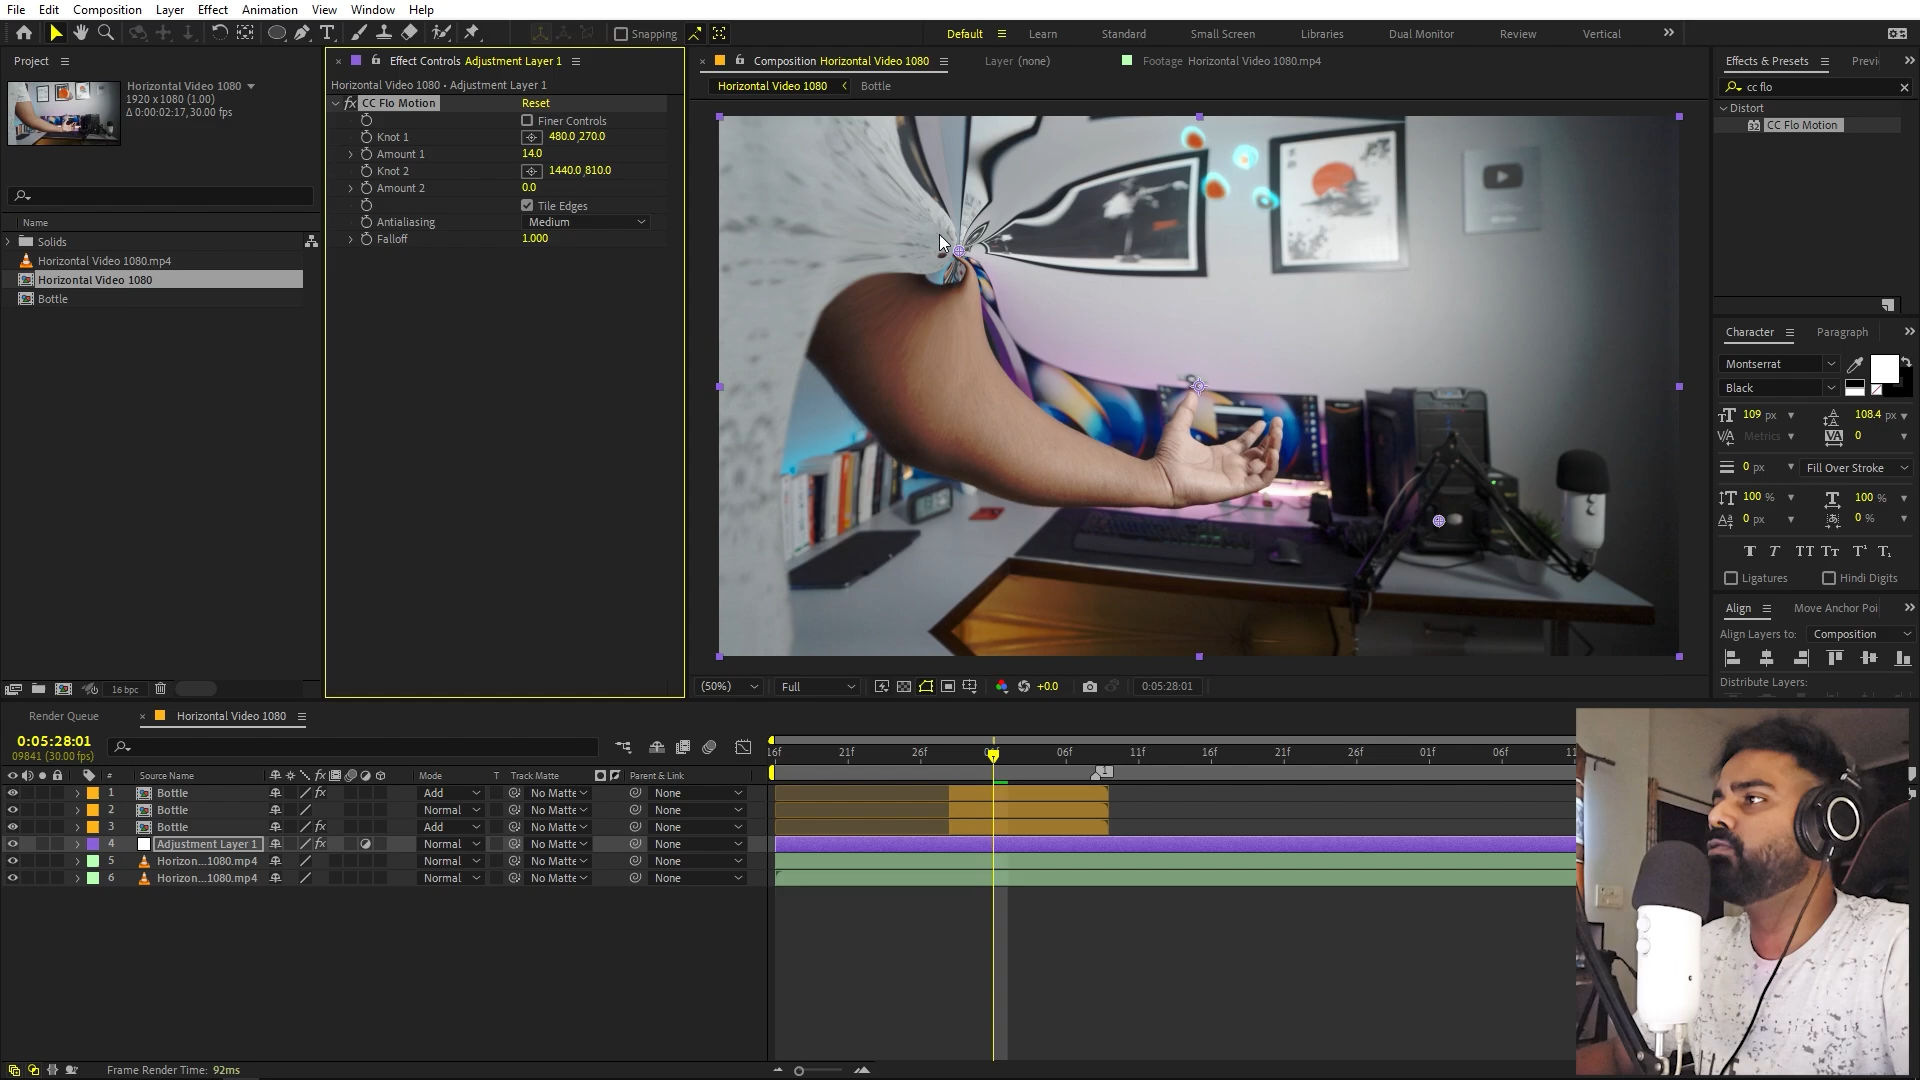 File Edit Composition Layer Effect Animation View Window Help
Snapping
Default Learn Standard Small Screen Libraries Dual Monitor Review Vertical
Project
Horizontal Video 1080
1920 x 1080 (1.00)
Δ 0:00:02:17, 30.00 fps
Name
Solids
Horizontal Video 1080.mp4
Horizontal Video 1080
Bottle
16 bpc
Effect Controls Adjustment Layer 1
Horizontal Video 1080 • Adjustment Layer 1
fx CC Flo Motion Reset
Finer Controls
Knot 1 480.0,270.0
Amount 1 14.0
Knot 2 1440.0,810.0
Amount 2 0.0
Tile Edges
Antialiasing Medium
Falloff 1.000
Composition Horizontal Video 1080 Layer (none) Footage Horizontal Video 1080.mp4
Horizontal Video 1080 Bottle
(50%) Full +0.0 0:05:28:01
Effects & Presets Previ
cc flo
Distort
32 CC Flo Motion
Character Paragraph
Montserrat
Black
109 px 108.4 px
Metrics 0
0 px Fill Over Stroke
100 % 100 %
0 px 0 %
T T TT Tt T¹ T₁
Ligatures Hindi Digits
Align Move Anchor Poi
Align Layers to: Composition
Distribute Layers:
Render Queue Horizontal Video 1080
0:05:28:01
09841 (30.00 fps)
16f 21f 26f 06f 11f 16f 21f 26f 01f 06f
# Source Name fx Mode T Track Matte Parent & Link
1 Bottle fx Add No Matte None
2 Bottle Normal No Matte None
3 Bottle fx Add No Matte None
4 Adjustment Layer 1 fx Normal No Matte None
5 Horizon...1080.mp4 Normal No Matte None
6 Horizon...1080.mp4 Normal No Matte None
1
Frame Render Time: 92ms